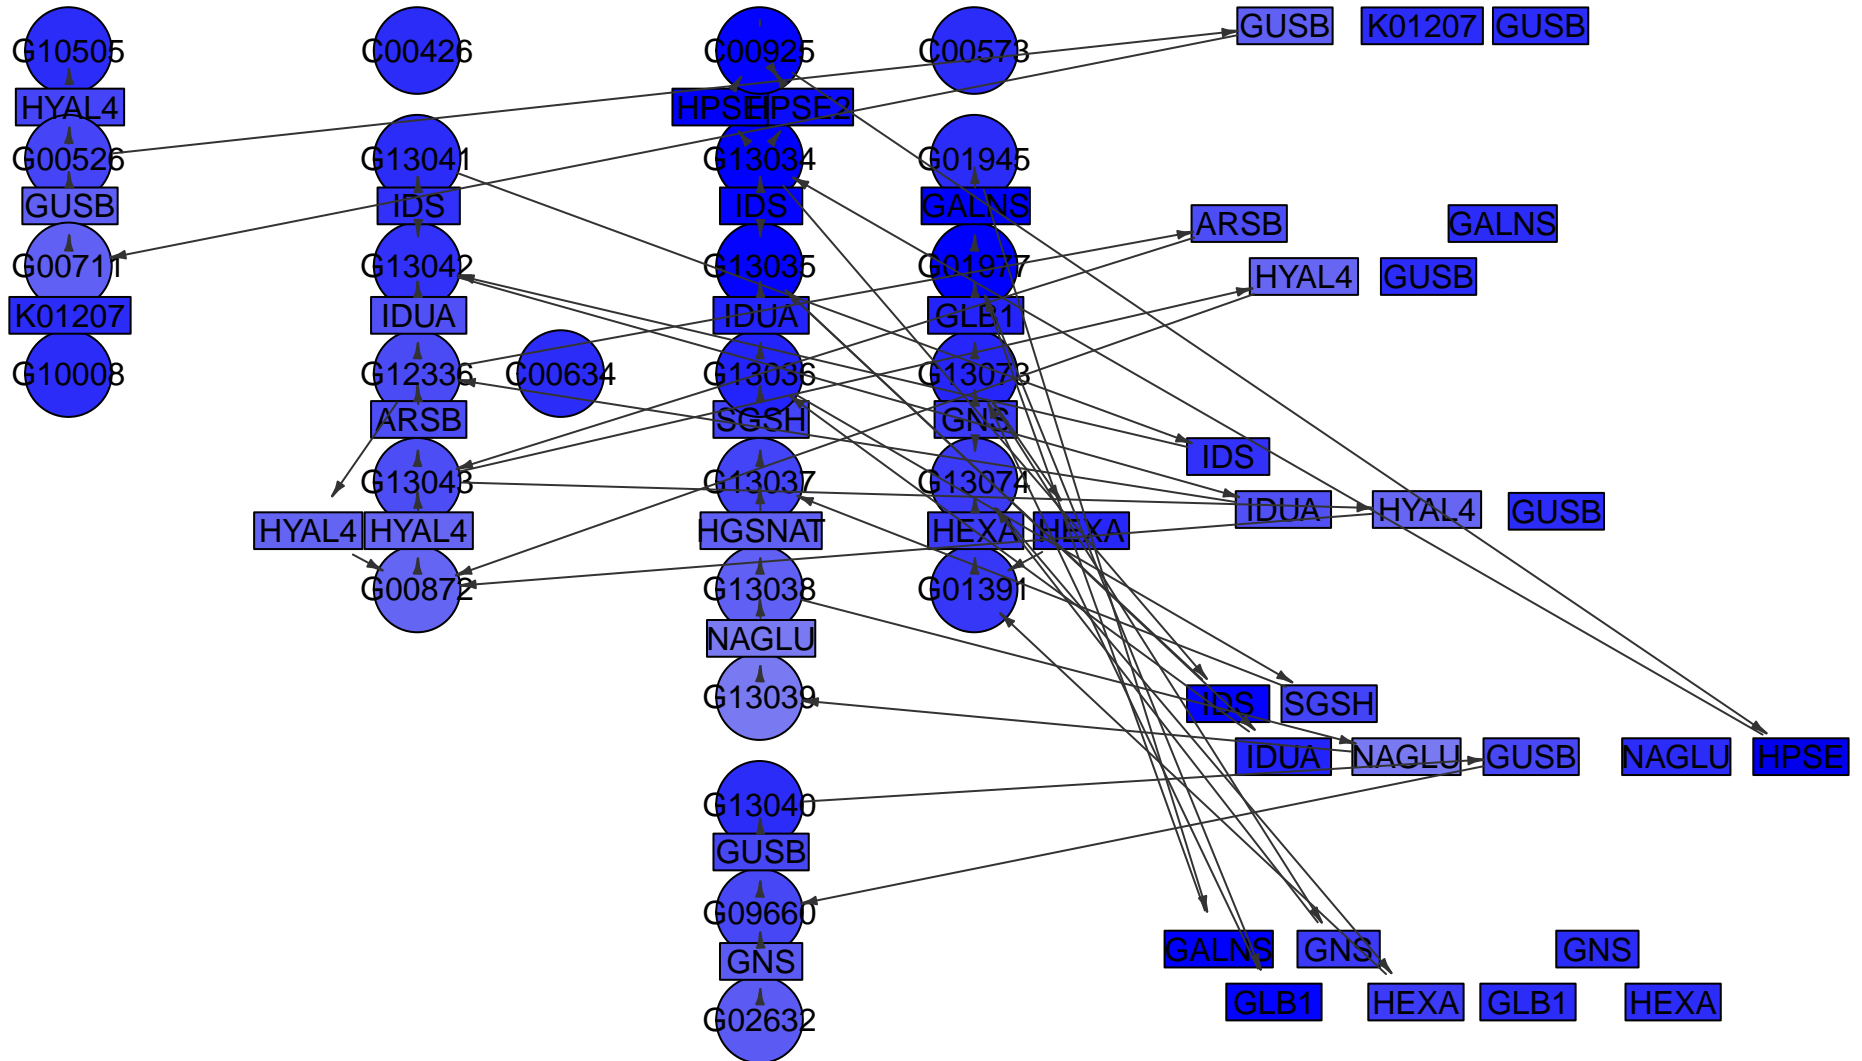 G10505 C00426 C00925 C00573 GUSB K01207 GUSB
HYAL4 HPSE HPSE2
G00526 G13041 G13034 G01945
GUSB IDS IDS GALNS ARSB GALNS
G00711 G13042 G13035 G01977 HYAL4 GUSB
K01207 IDUA IDUA GLB1
G10008 G12336 C00634 G13036 G13073
ARSB SGSH GNS
G13043 G13037 G13074 IDS
IDUA HYAL4 GUSB
HYAL4 HYAL4 HGSNAT HEXA HEXA
G00872 G13038 G01391
NAGLU
G13039 IDS SGSH
IDUA NAGLU GUSB NAGLU HPSE
G13040
GUSB
G09660
GALNS GNS GNS
GNS
GLB1 HEXA GLB1 HEXA
G02632